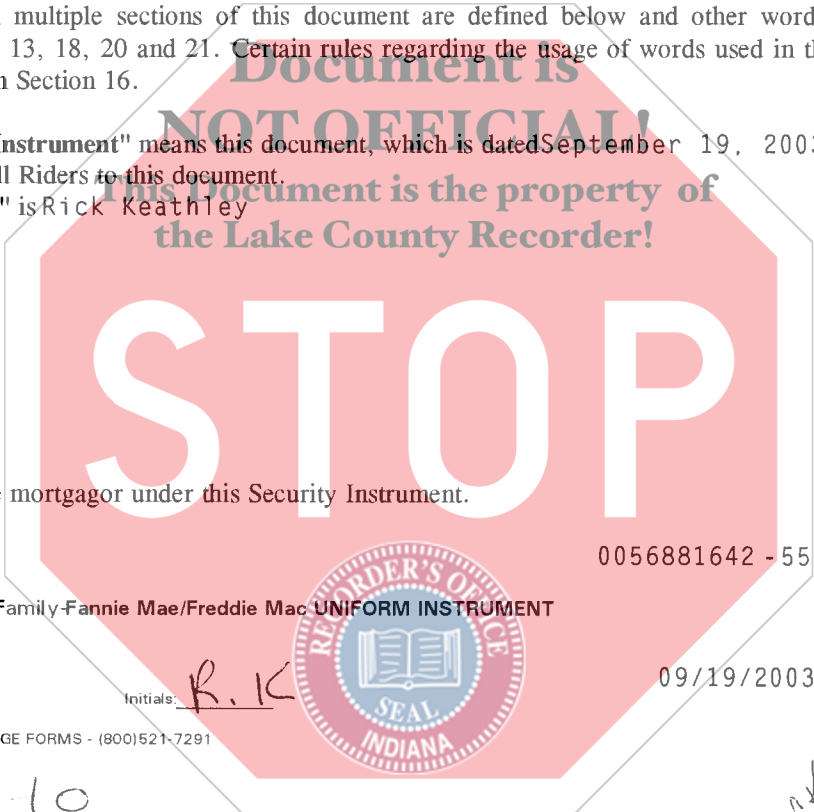 multiple sections of this document are defined below and other word
13, 18, 20 and 21. Certain rules regarding the usage of words used in th
n Section 16.
Document is
NOT OFFICIAL!
Instrument" means this document, which is dated September 19, 2003
ll Riders to this document.
This Document is the property of
" is Rick Keathley
the Lake County Recorder!
STOP
e mortgagor under this Security Instrument.
0056881642 - 55
Family-Fannie Mae/Freddie Mac UNIFORM INSTRUMENT
RECORDER'S OFFICE
SEAL
INDIANA
Initials: R. K
09/19/2003
GE FORMS - (800)521-7291
10